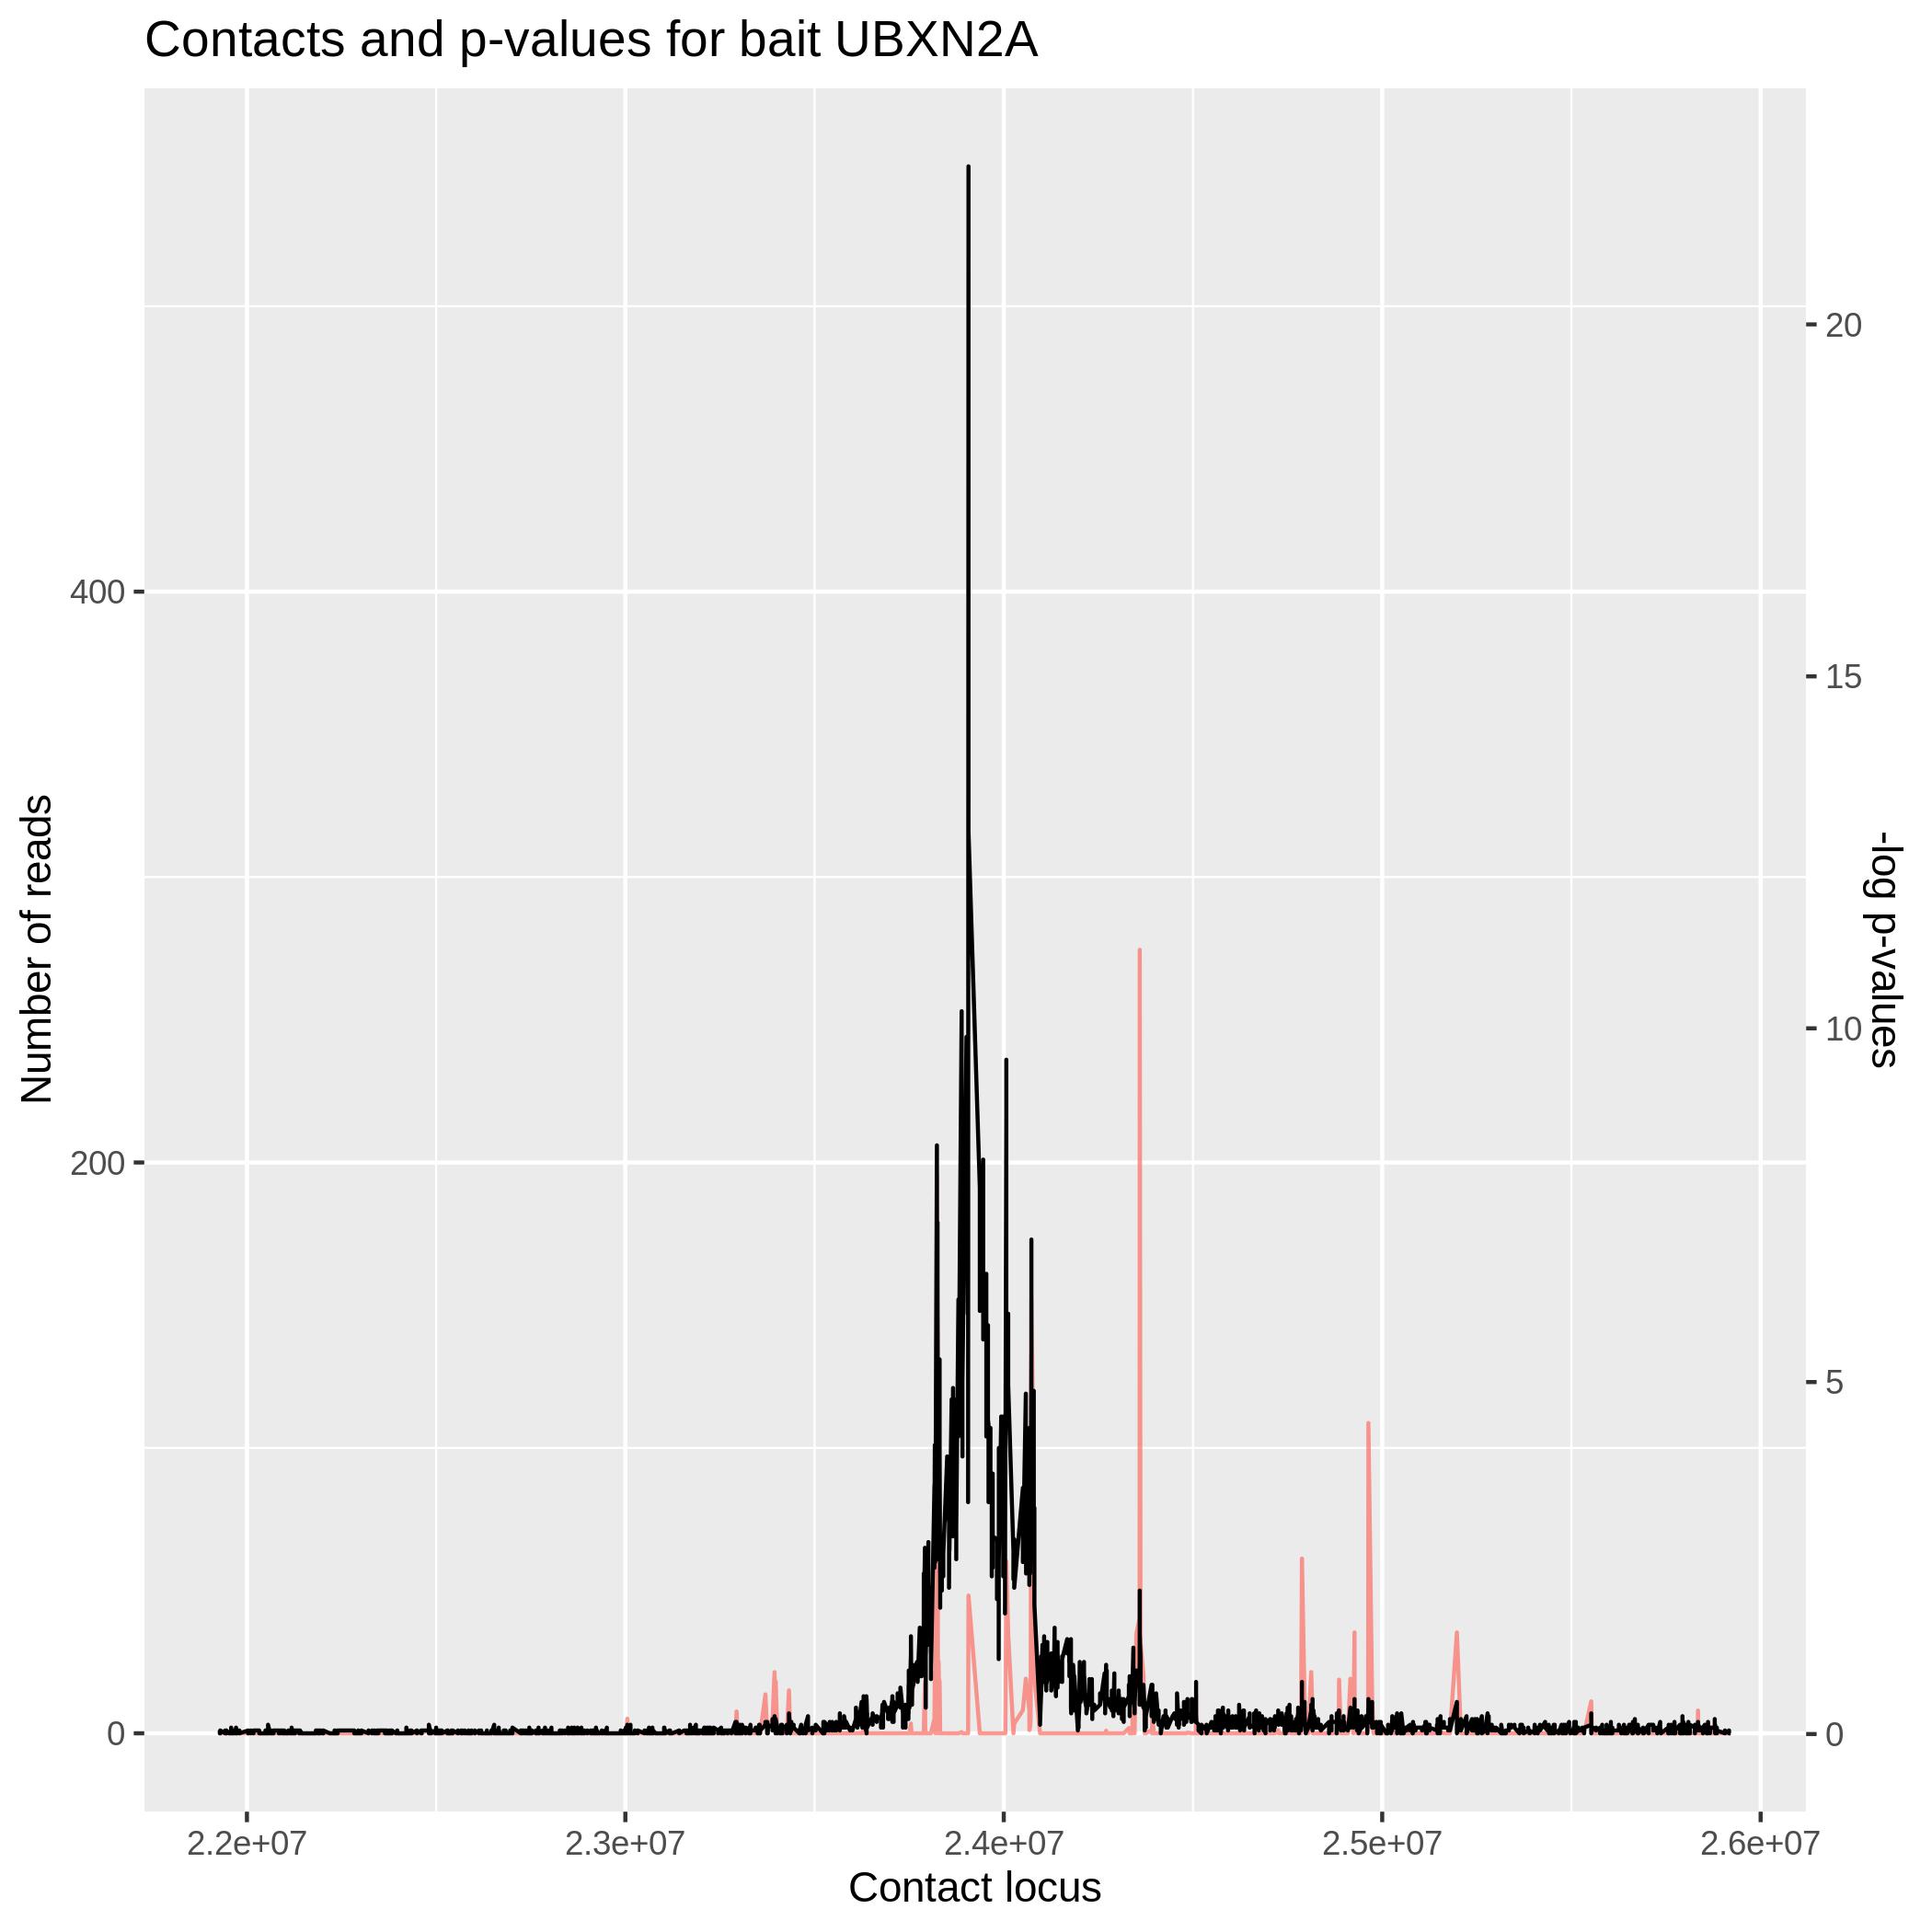 Contacts and p-values for bait UBXN2A
Number of reads
400
200
0
20
15
10
5
0
-log p-values
2.2e+07
2.3e+07
2.4e+07
2.5e+07
2.6e+07
Contact locus